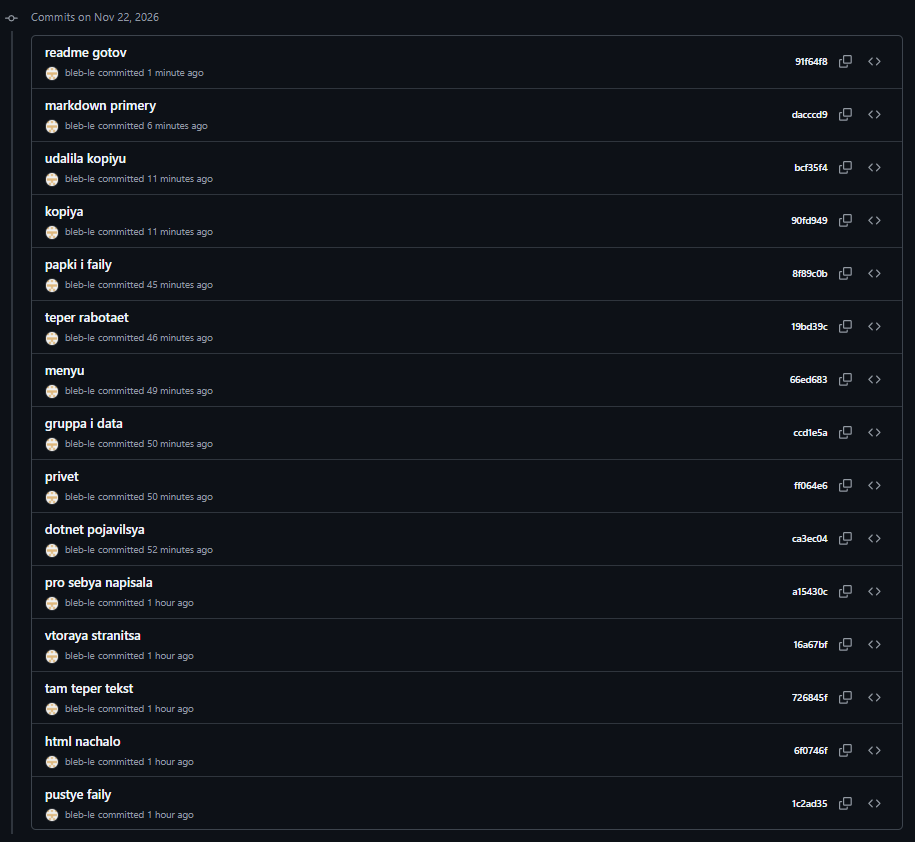 Commits on Nov 22, 2026
readme gotov
91f64f8
bleb-le committed 1 minute ago
markdown primery
dacccd9
bleb-le committed 6 minutes ago
udalila kopiyu
bcf35f4
bleb-le committed 11 minutes ago
kopiya
90fd949
bleb-le committed 11 minutes ago
papki i faily
8f89c0b
bleb-le committed 45 minutes ago
teper rabotaet
19bd39c
bleb-le committed 46 minutes ago
menyu
66ed683
bleb-le committed 49 minutes ago
gruppa i data
ccd1e5a
bleb-le committed 50 minutes ago
privet
ff064e6
bleb-le committed 50 minutes ago
dotnet pojavilsya
ca3ec04
bleb-le committed 52 minutes ago
pro sebya napisala
a15430c
bleb-le committed 1 hour ago
vtoraya stranitsa
16a67bf
bleb-le committed 1 hour ago
tam teper tekst
726845f
bleb-le committed 1 hour ago
html nachalo
6f0746f
bleb-le committed 1 hour ago
pustye faily
1c2ad35
bleb-le committed 1 hour ago